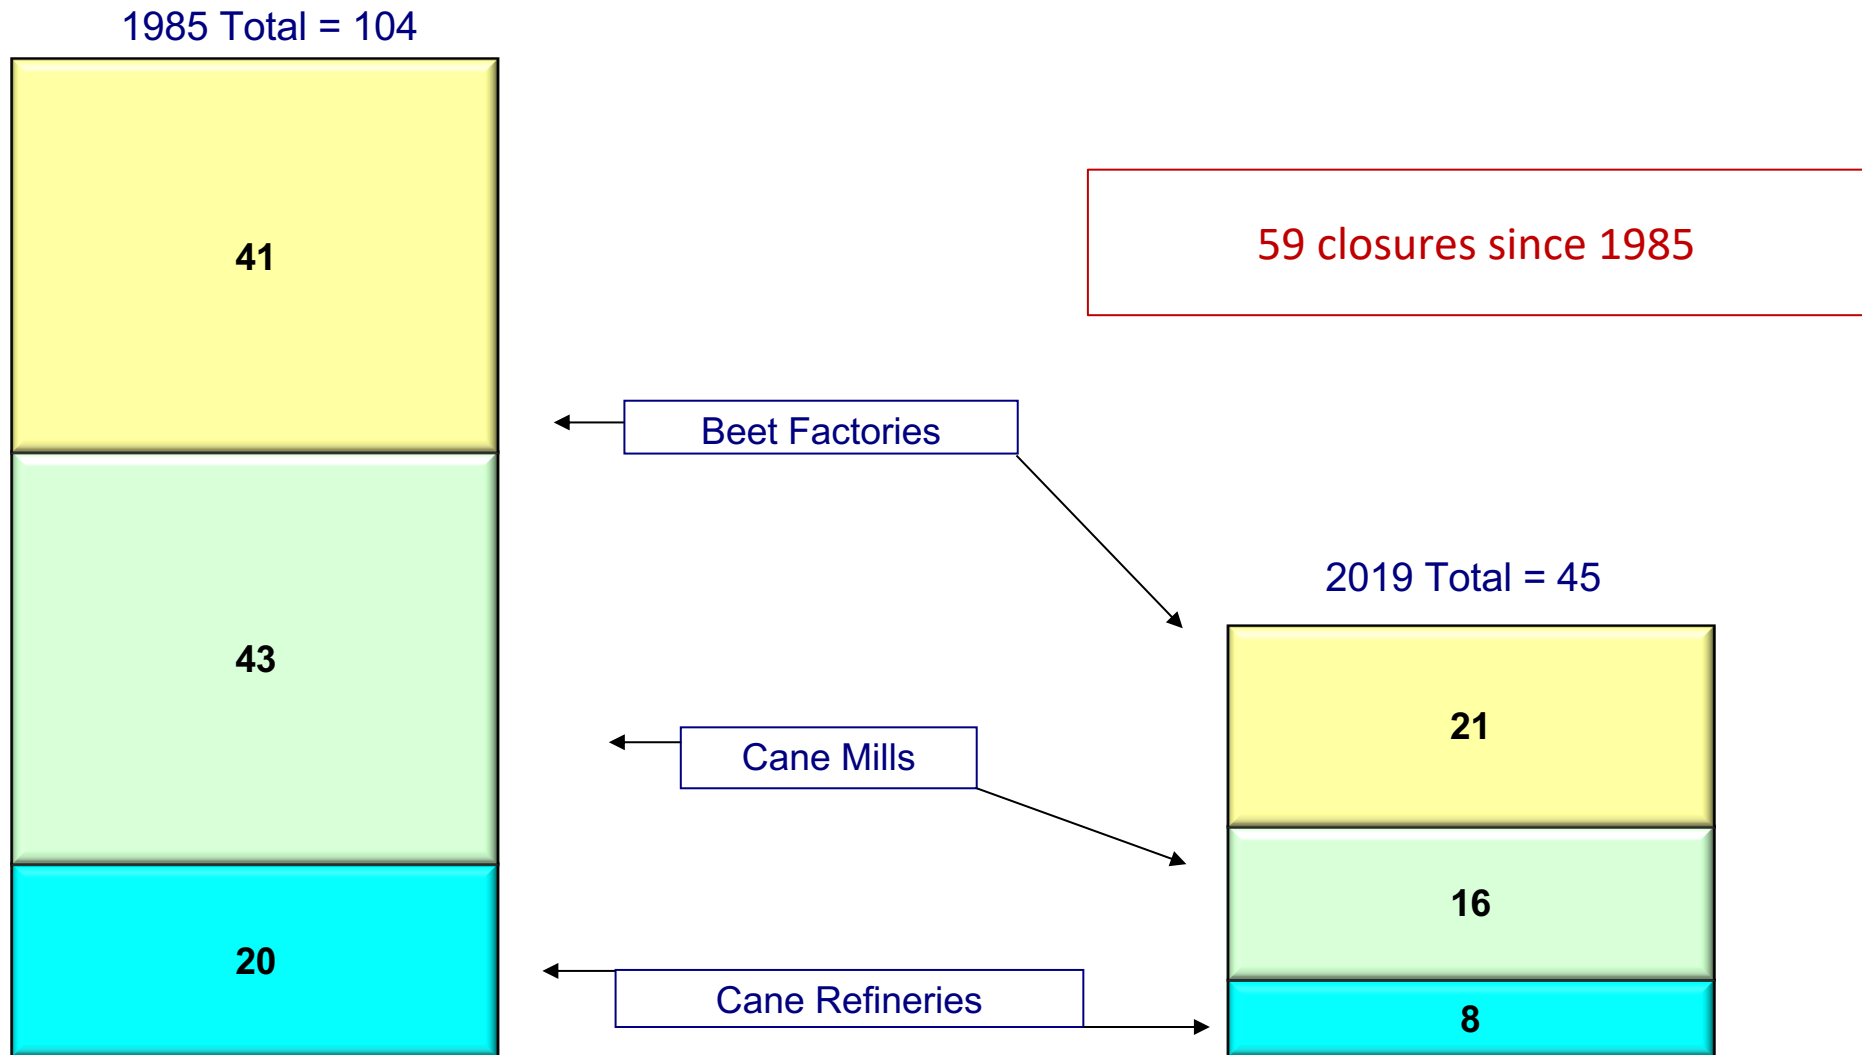 1985 Total = 104
41
59 closures since 1985
Beet Factories
2019 Total = 45
43
21
Cane Mills
16
20
Cane Refineries
8